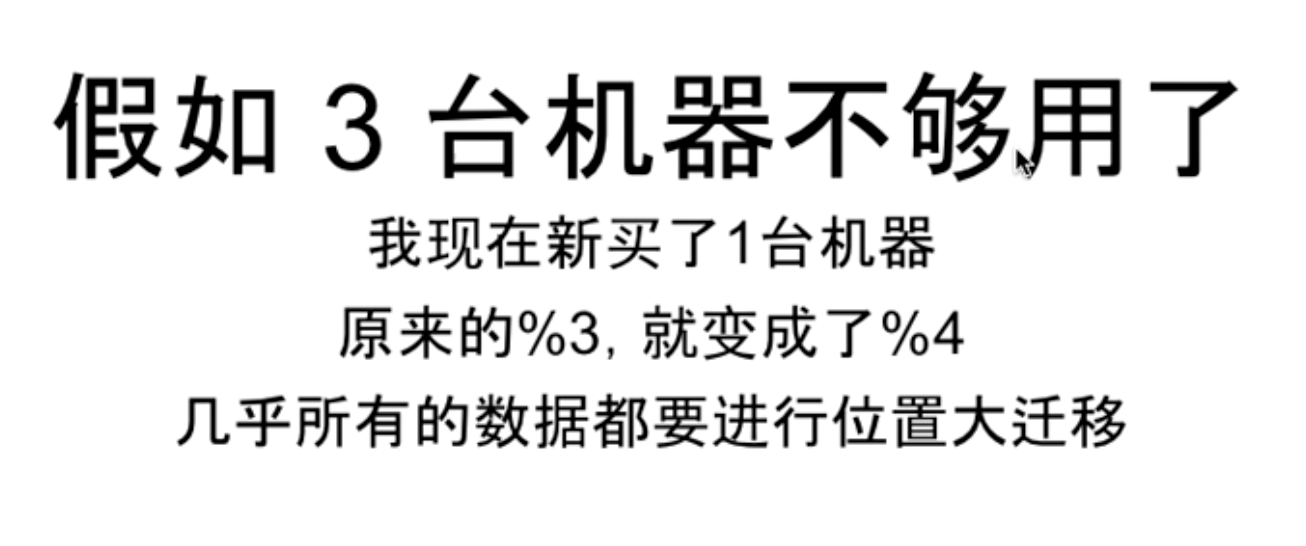 假如 3 台机器不够用了
我现在新买了1台机器
原来的%3, 就变成了%4
几乎所有的数据都要进行位置大迁移